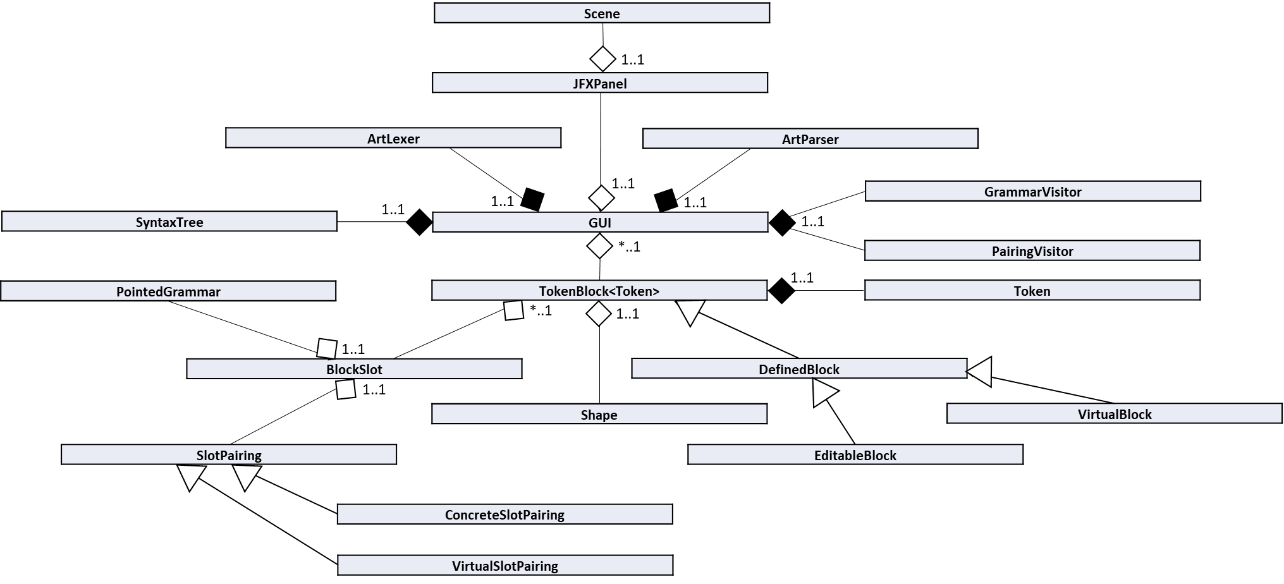 Scene
1..1
JFXPanel
ArtLexer
ArtParser
1..1
GrammarVisitor
1..1
1..1
1..1
SyntaxTree
GUI
1..1
*..1
PairingVisitor
1..1
PointedGrammar
TokenBlock<Token>
Token
*..1
1..1
1..1
BlockSlot
DefinedBlock
1..1
Shape
VirtualBlock
SlotPairing
EditableBlock
ConcreteSlotPairing
VirtualSlotPairing